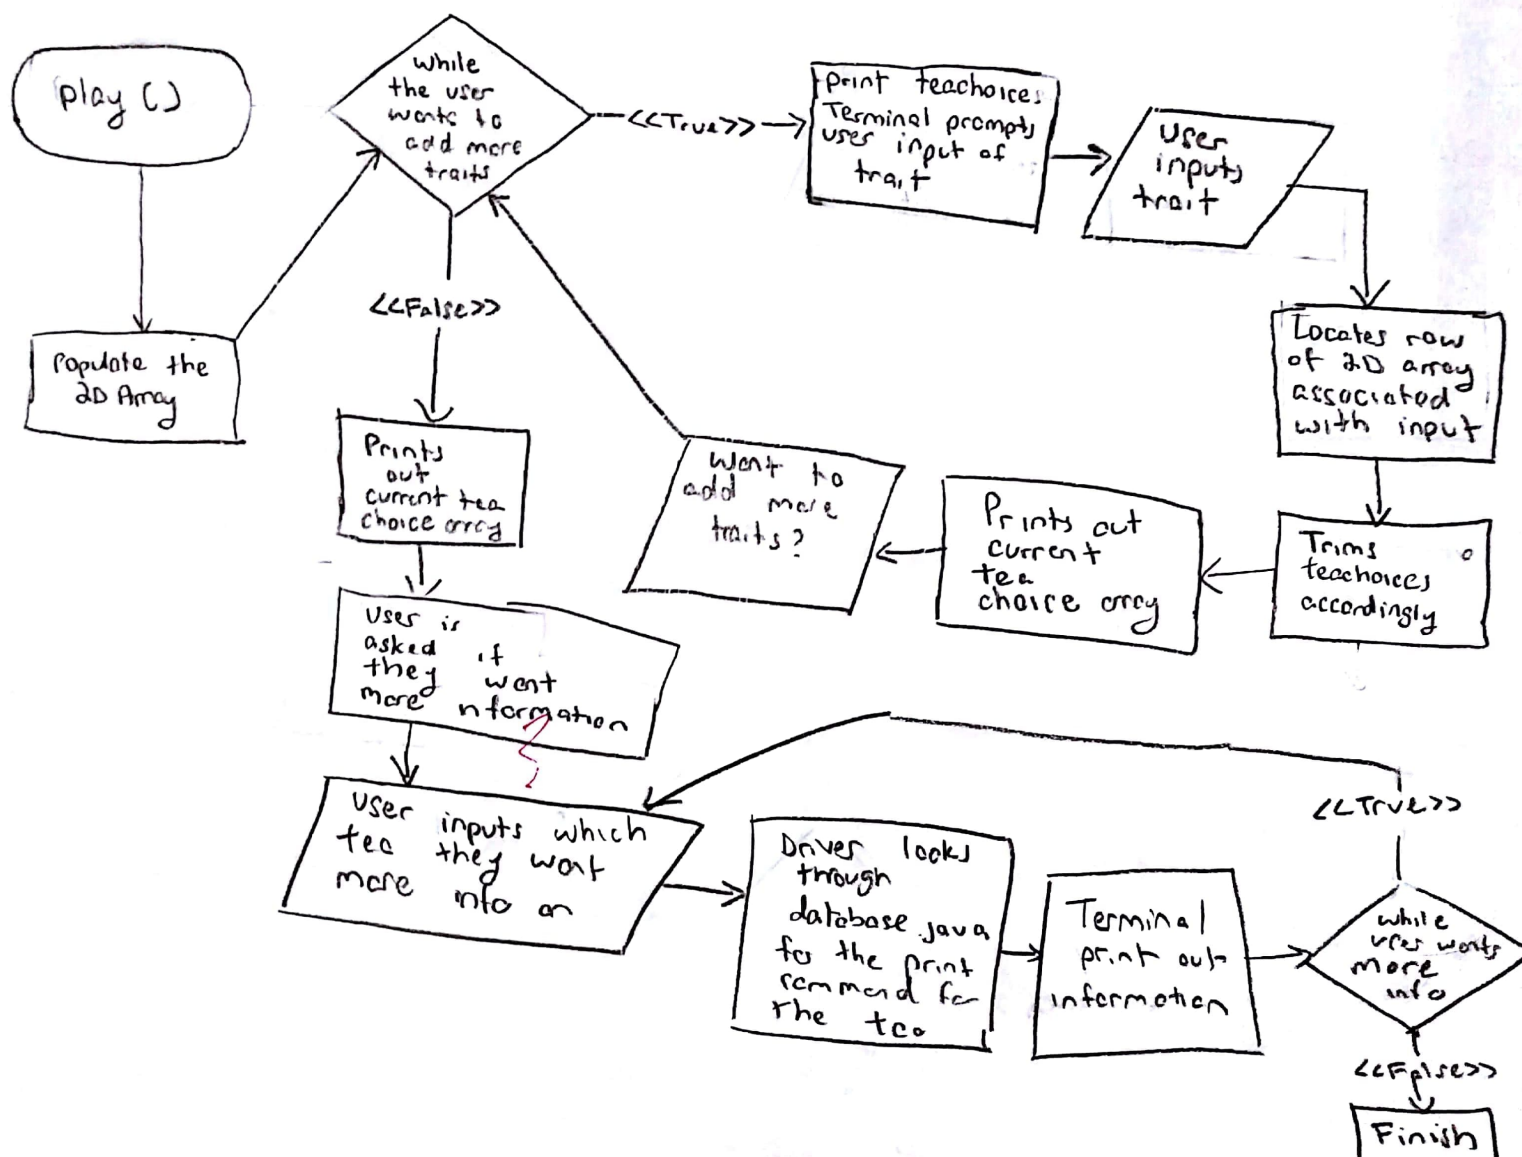 play ()
while
the user
wants to
add more
traits
<<True>>
print teachoices
Terminal prompts
user input of
trait
user
inputs
trait
Locates row
of 2D array
associated
with input
Trims
teachoices
accordingly
Prints out
current
tea
choice array
Want to
add more
traits?
<<False>>
Populate the
2D Array
Prints
out
current tea
choice array
User is
asked if
they want
more information
User inputs which
tea they want
more info on
Driver looks
through
database.java
for the print
command for
the tea
Terminal
print out
information
while
user wants
more
info
<<True>>
<<False>>
Finish